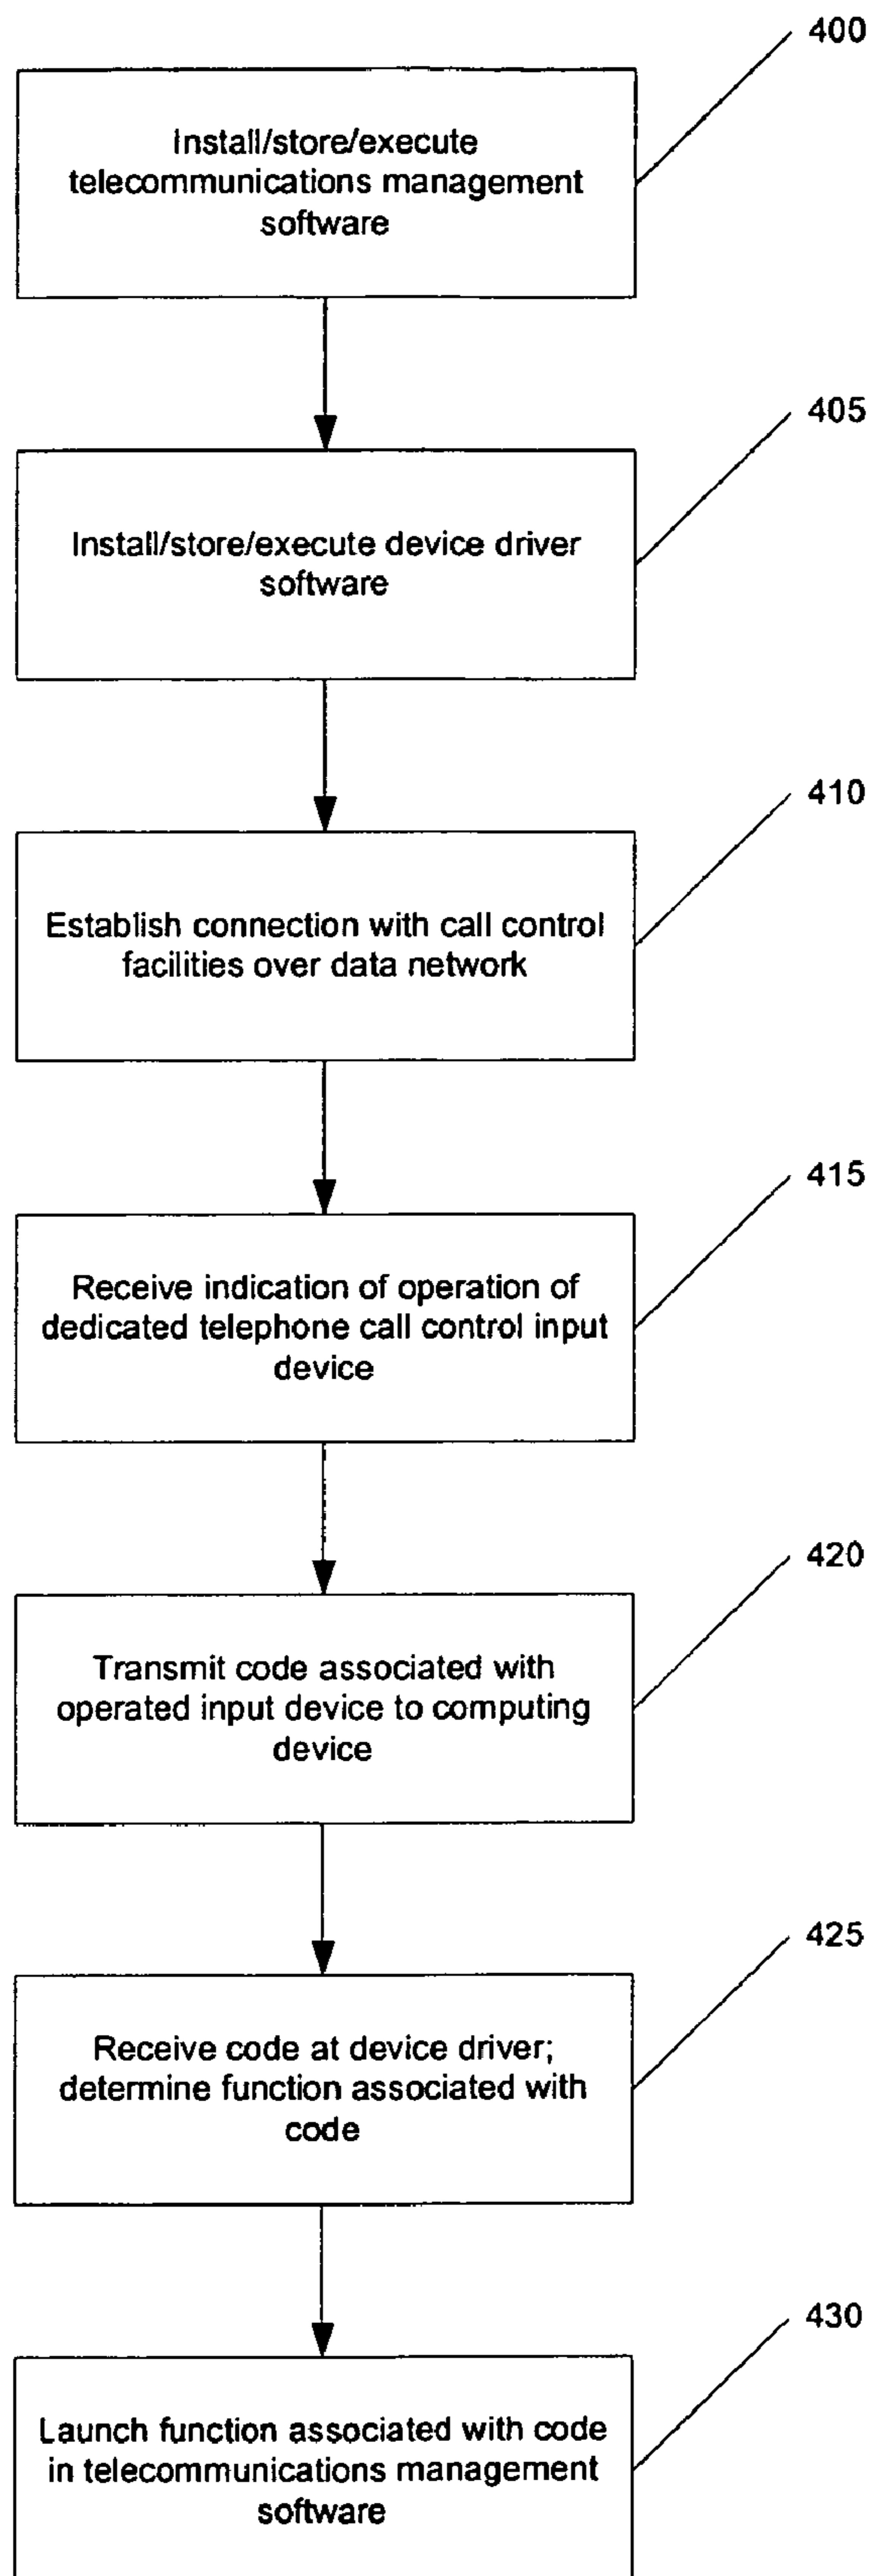 400
Install/store/execute
telecommunications management
software
405
Install/store/execute device driver
software
410
Establish connection with call control
facilities over data network
415
Receive indication of operation of
dedicated telephone call control input
device
420
Transmit code associated with
operated input device to computing
device
425
Receive code at device driver;
determine function associated with
code
430
Launch function associated with code
in telecommunications management
software